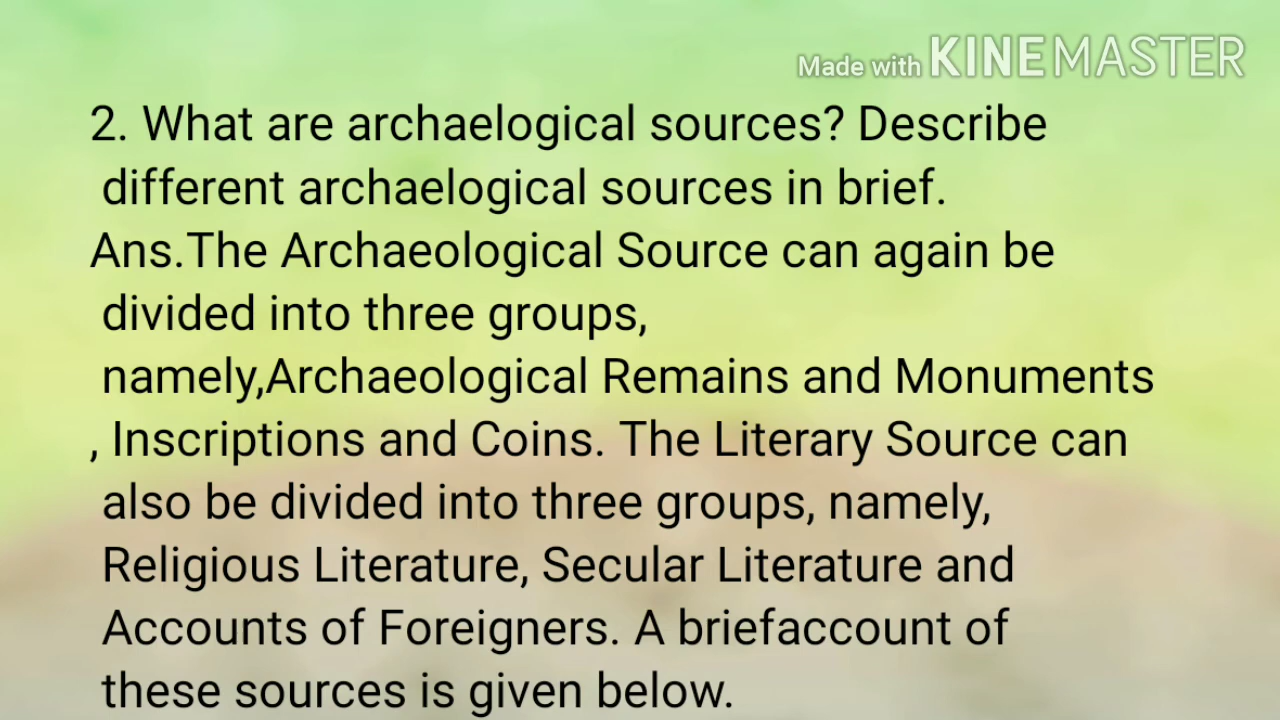 Made with KINEMASTER
2. What are archaelogical sources? Describe
different archaelogical sources in brief.
Ans.The Archaeological Source can again be
divided into three groups,
namely,Archaeological Remains and Monuments
, Inscriptions and Coins. The Literary Source can
also be divided into three groups, namely,
Religious Literature, Secular Literature and
Accounts of Foreigners. A briefaccount of
these sources is given below.